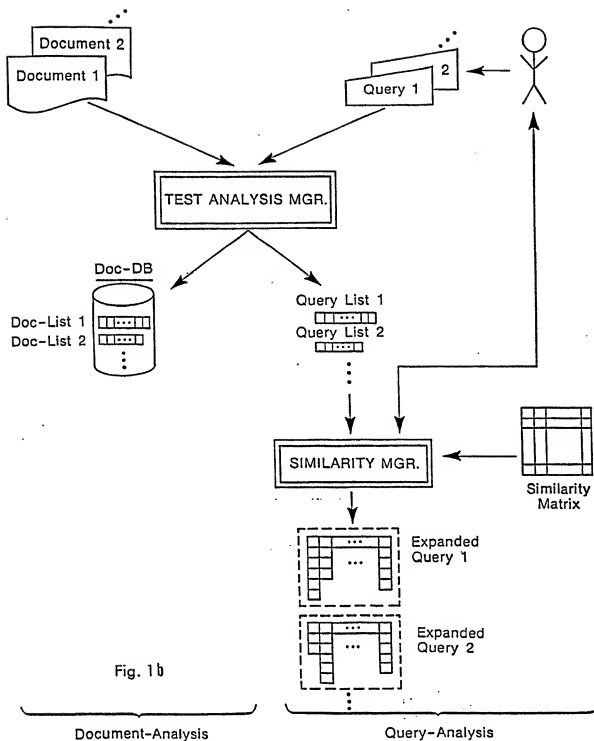 Document 2
Document 1
2
Query 1
TEST ANALYSIS MGR.
Doc-DB
Doc-List 1
Doc-List 2
Query List 1
Query List 2
SIMILARITY MGR.
Similarity
Matrix
Expanded
Query 1
Expanded
Query 2
Fig. 1b
Document-Analysis
Query-Analysis